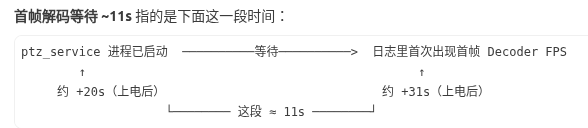 首帧解码等待 ~11s 指的是下面这一段时间：
ptz_service 进程已启动 ──────────等待──────────> 日志里首次出现首帧 Decoder FPS
↑ ↑
约 +20s（上电后） 约 +31s（上电后）
└──────── 这段 ≈ 11s ────────┘